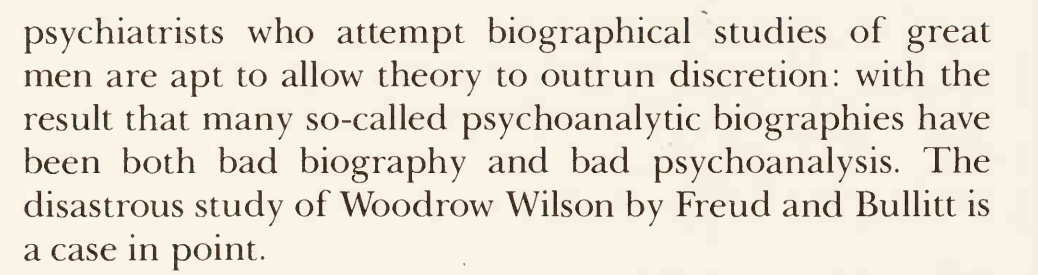 psychiatrists who attempt biographical studies of great
men are apt to allow theory to outrun discretion: with the
result that many so-called psychoanalytic biographies have
been both bad biography and bad psychoanalysis. The
disastrous study of Woodrow Wilson by Freud and Bullitt is
a case in point.